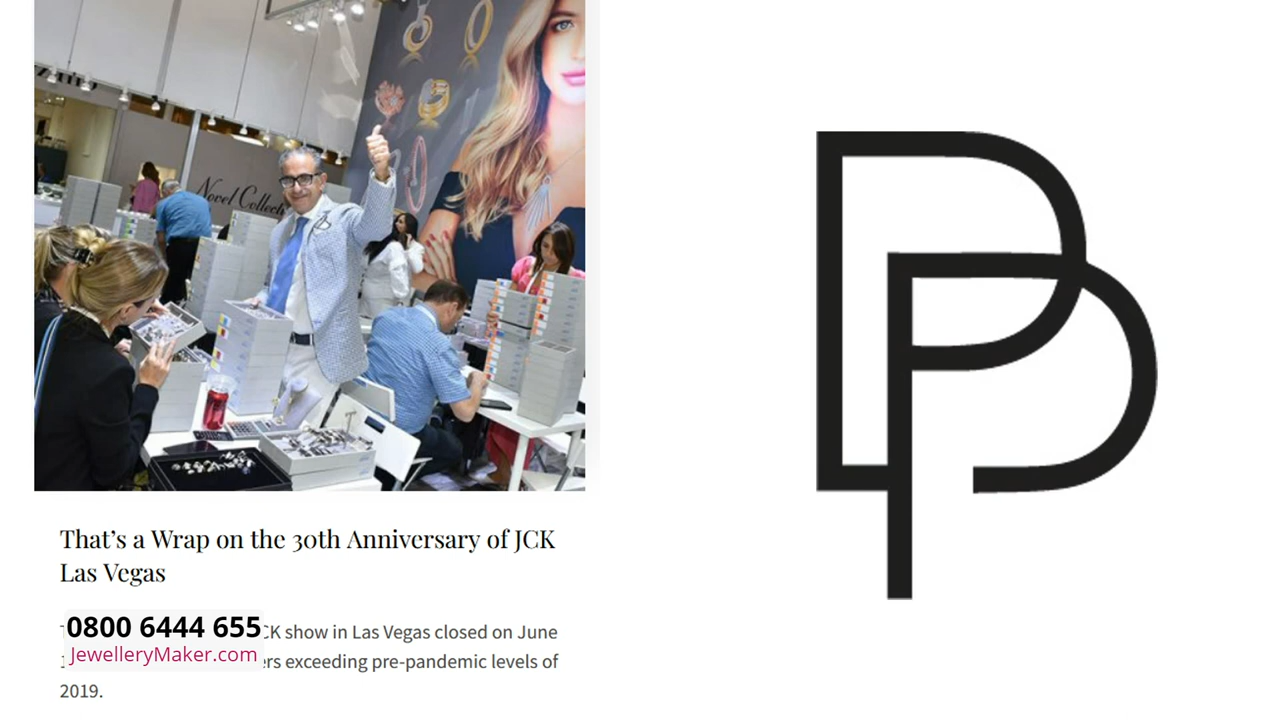 Novel Collect
That’s a Wrap on the 30th Anniversary of JCK
Las Vegas
0800 6444 655
CK show in Las Vegas closed on June
JewelleryMaker.com
rs exceeding pre-pandemic levels of
2019.